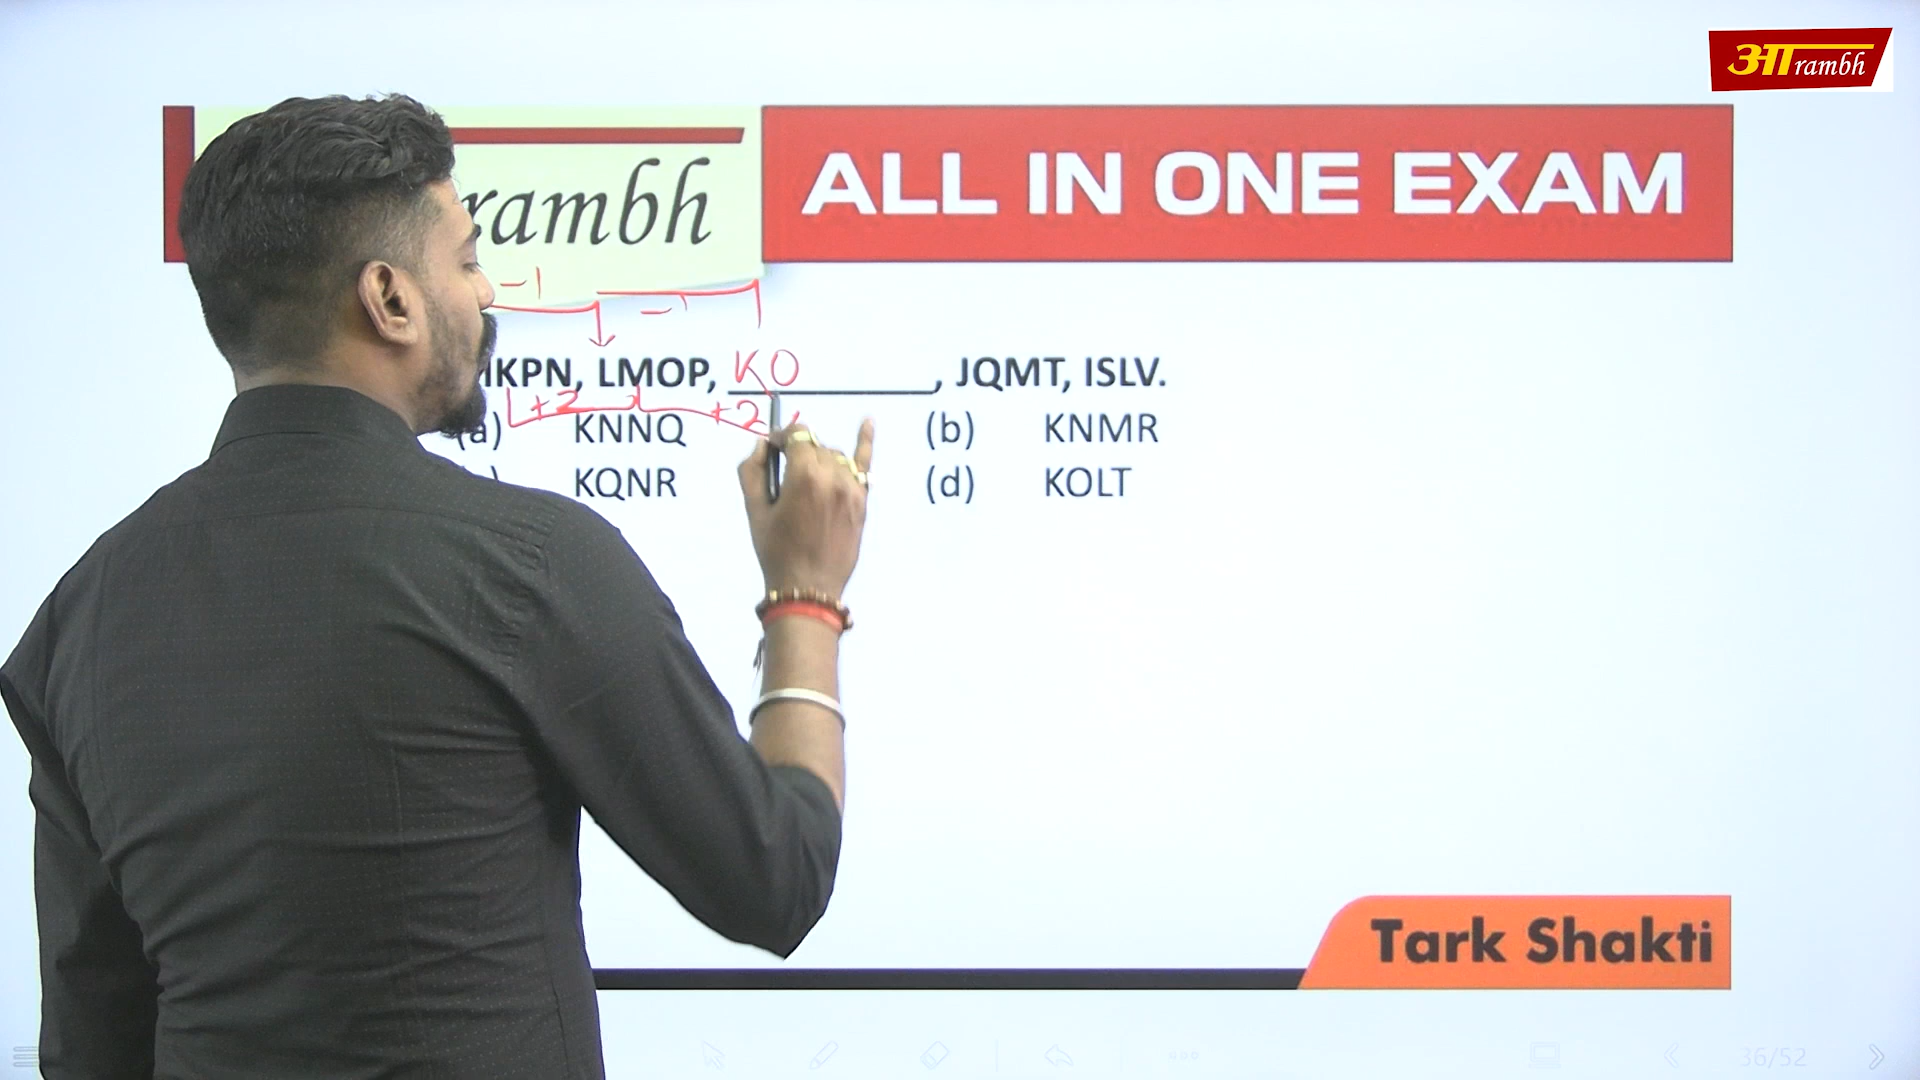 आrambh
rambh ALL IN ONE EXAM
-1 -1
KPN, LMOP, KO, JQMT, ISLV.
+2 +2
(a) KNNQ (b) KNMR
KQNR (d) KOLT
Tark Shakti
36/52